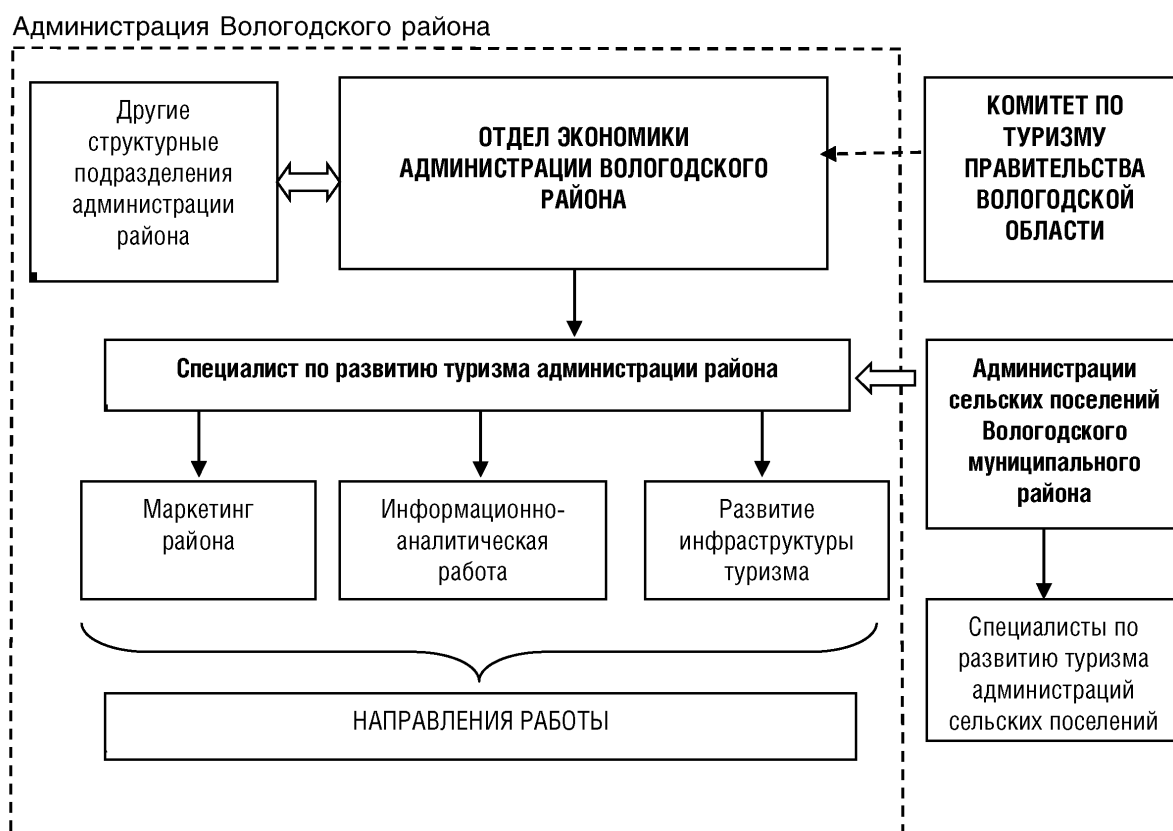 Администрация Вологодского района
Другие
структурные
подразделения
администрации
района
ОТДЕЛ ЭКОНОМИКИ
АДМИНИСТРАЦИИ ВОЛОГОДСКОГО
РАЙОНА
КОМИТЕТ ПО
ТУРИЗМУ
ПРАВИТЕЛЬСТВА
ВОЛОГОДСКОЙ
ОБЛАСТИ
Специалист по развитию туризма администрации района
Администрации
сельских поселений
Вологодского
муниципального
района
Маркетинг
района
Информационно-
аналитическая
работа
Развитие
инфраструктуры
туризма
Специалисты по
развитию туризма
администраций
сельских поселений
НАПРАВЛЕНИЯ РАБОТЫ